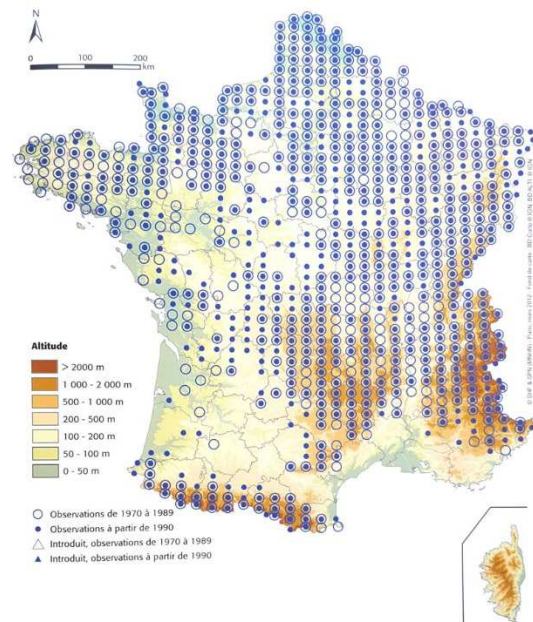 N
0 100 200
km
Altitude
> 2000 m
1 000 - 2 000 m
500 - 1 000 m
200 - 500 m
100 - 200 m
50 - 100 m
0 - 50 m
Observations de 1970 à 1989
Observations à partir de 1990
Introduit, observations de 1970 à 1989
Introduit, observations à partir de 1990